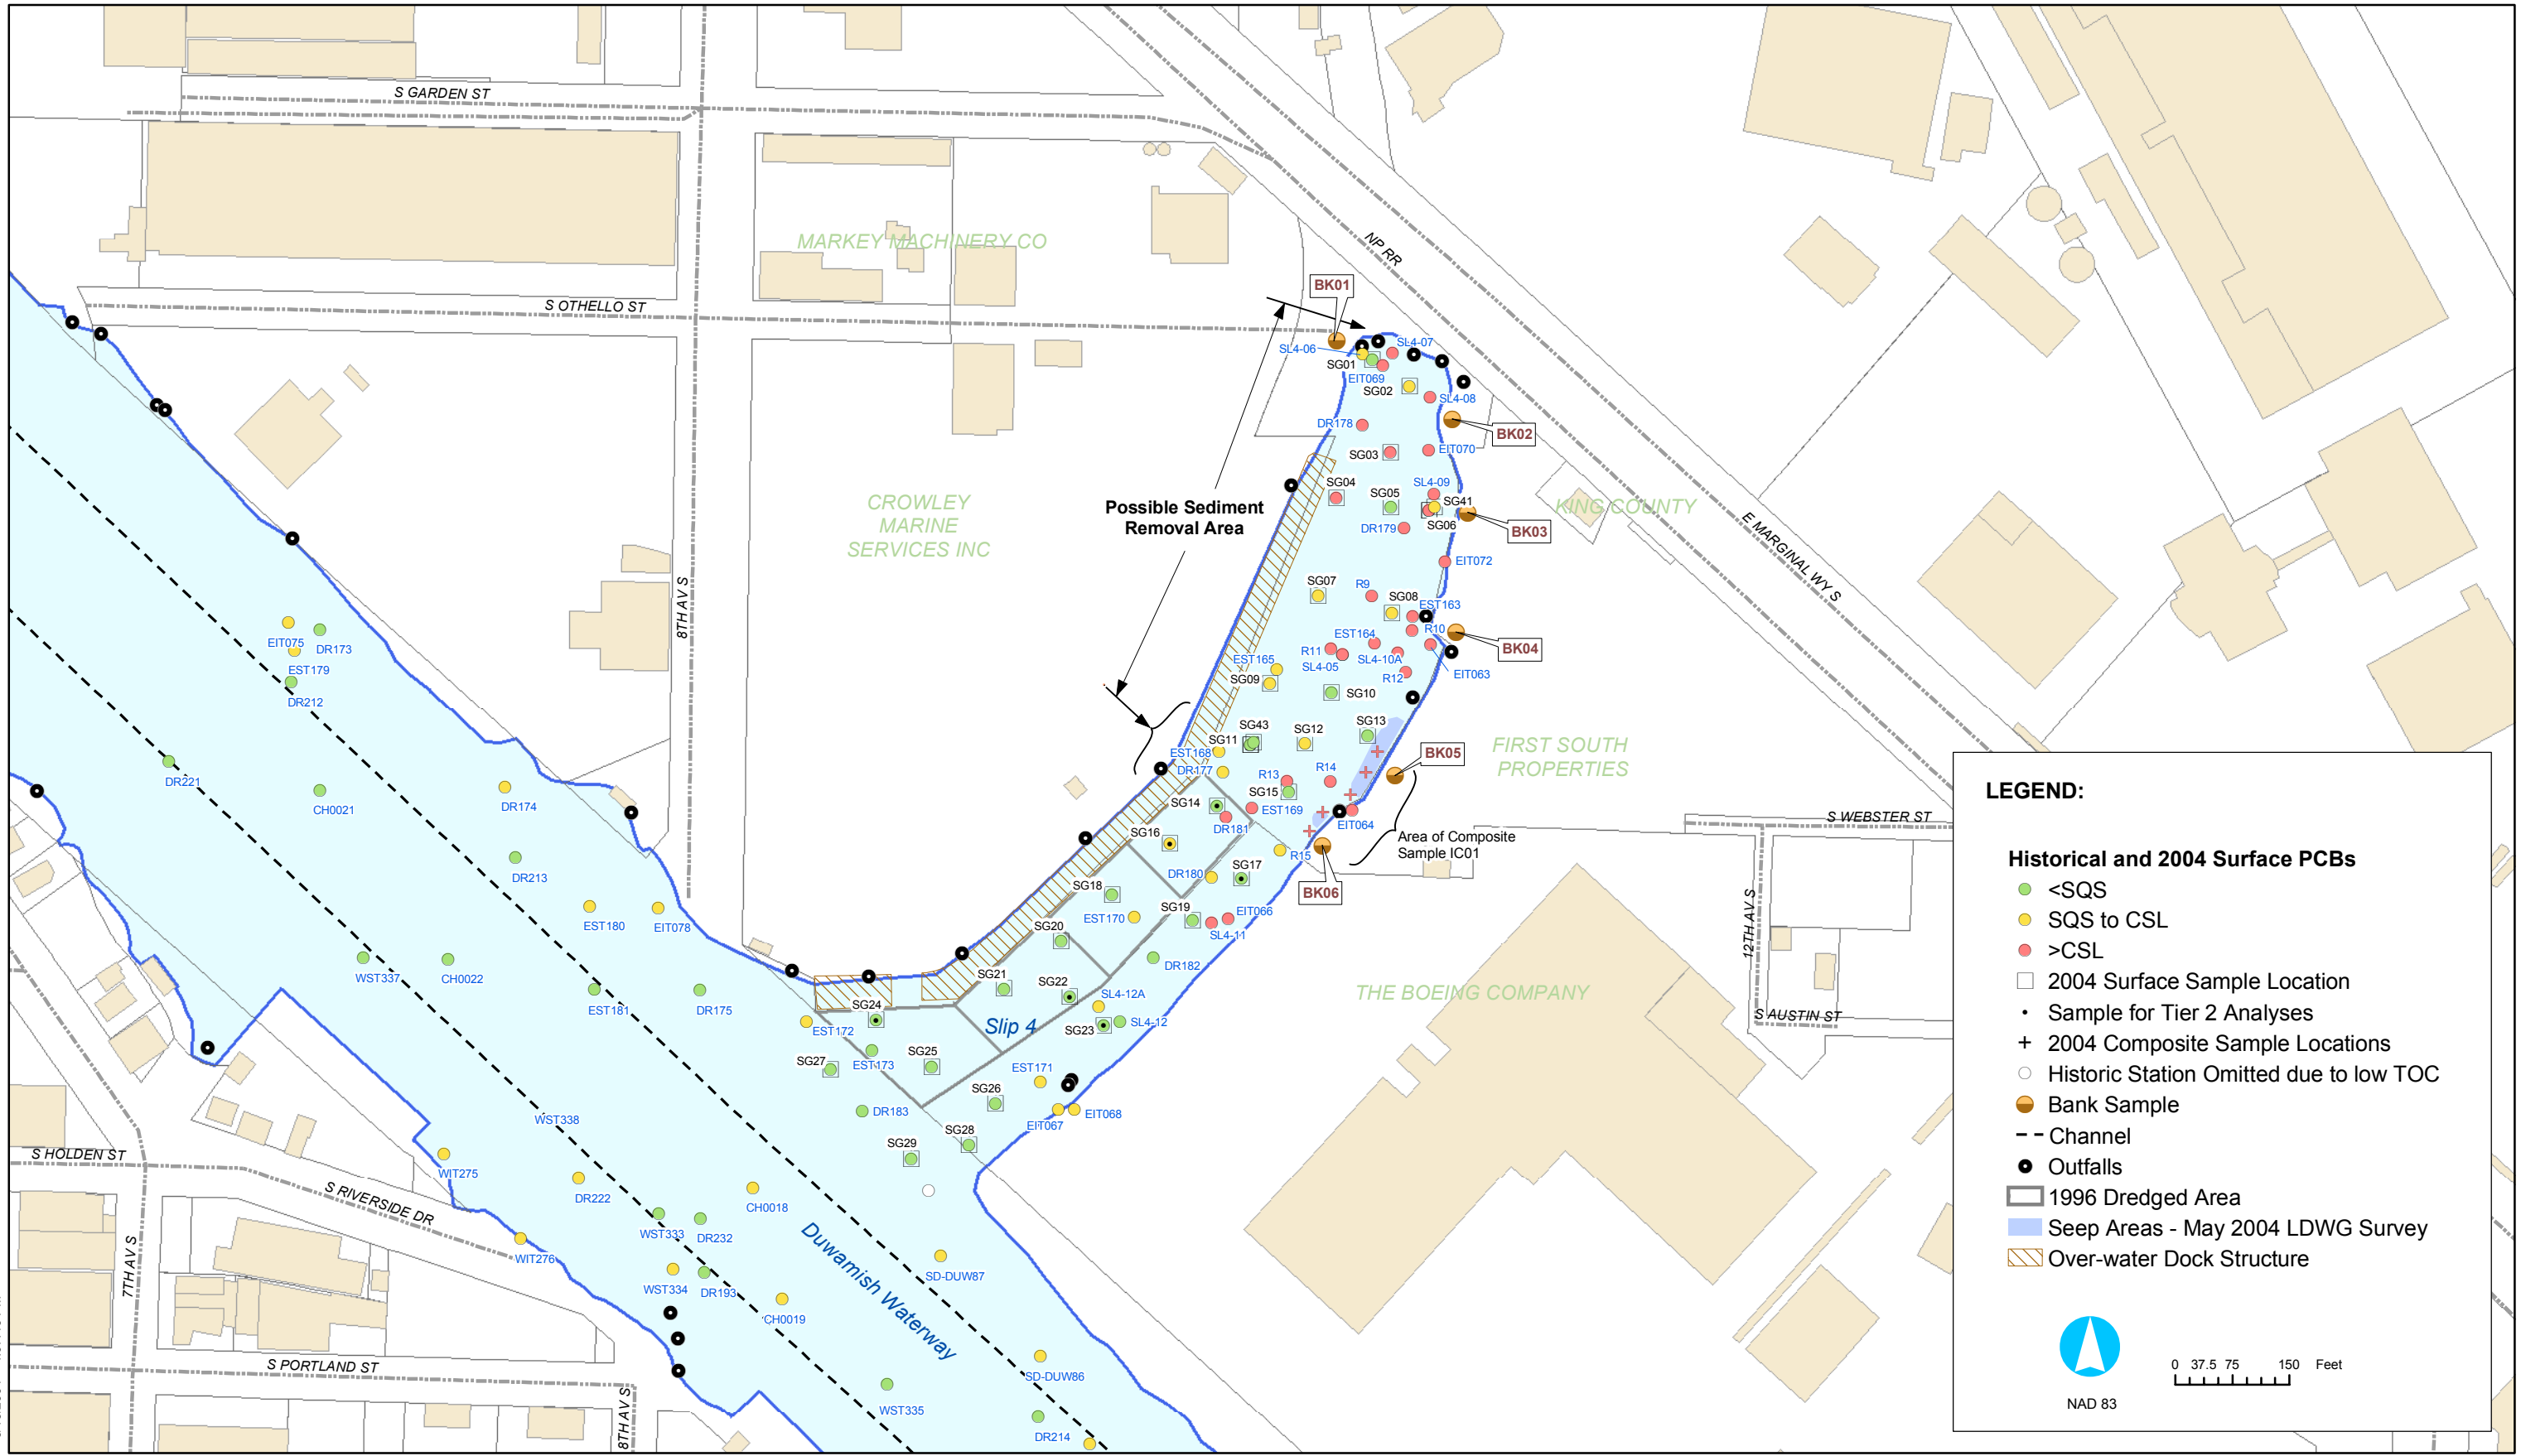 S GARDEN ST
MARKEY MACHINERY CO
NP RR
S OTHELLO ST
BK01
SL4-06
SL4-07
SG01
EIT069
SG02
SL4-08
DR178
BK02
EIT070
SG03
SG04
SL4-09
SG05
SG41
SG06
DR179
BK03
KING COUNTY
E MARGINAL WY S
Possible Sediment
Removal Area
CROWLEY
MARINE
SERVICES INC
8TH AV S
EIT072
SG07
R9
SG08
EST163
R10
EST164
R11
SL4-05
SL4-10A
R12
BK04
EIT063
EST165
SG09
SG10
EIT075
DR173
EST179
DR212
SG43
SG11
SG12
SG13
EST168
DR177
BK05
FIRST SOUTH
PROPERTIES
R13
R14
SG15
SG14
EST169
DR181
EIT064
Area of Composite
Sample IC01
DR221
CH0021
DR174
SG16
R15
BK06
SG17
DR180
SG18
EST170
SG19
EIT066
SL4-11
DR213
EST180
EIT078
SG20
DR182
SG21
SG22
SL4-12A
SG23
SL4-12
WST337
CH0022
EST181
DR175
SG24
EST172
Slip 4
THE BOEING COMPANY
SG27
EST173
SG25
EST171
SG26
EIT067
EIT068
DR183
SG28
SG29
WST338
S HOLDEN ST
WIT275
S RIVERSIDE DR
DR222
CH0018
WST333
DR232
WIT276
7TH AV S
WST334
DR193
CH0019
Duwamish Waterway
SD-DUW87
SD-DUW86
S PORTLAND ST
8TH AV S
WST335
DR214
S WEBSTER ST
12TH AV S
S AUSTIN ST
LEGEND:
Historical and 2004 Surface PCBs
<SQS
SQS to CSL
>CSL
2004 Surface Sample Location
Sample for Tier 2 Analyses
2004 Composite Sample Locations
Historic Station Omitted due to low TOC
Bank Sample
Channel
Outfalls
1996 Dredged Area
Seep Areas - May 2004 LDWG Survey
Over-water Dock Structure
0 37.5 75 150 Feet
NAD 83